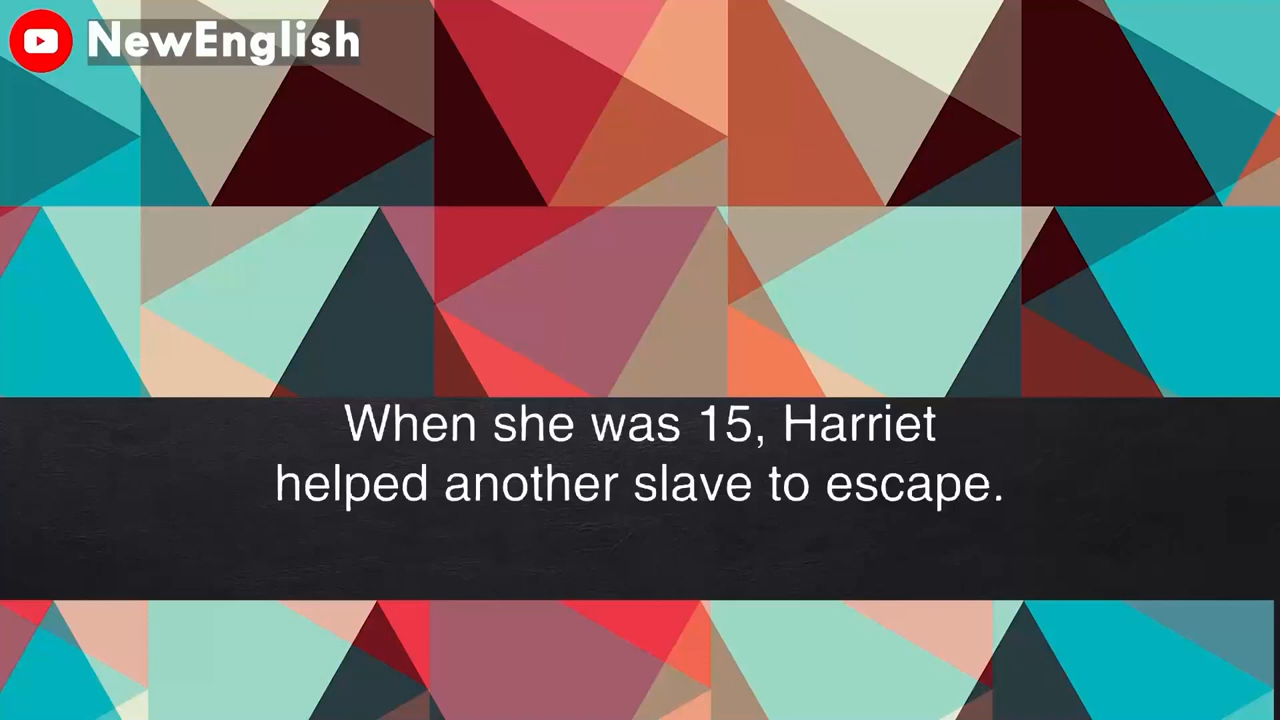 NewEnglish
When she was 15, Harriet
helped another slave to escape.